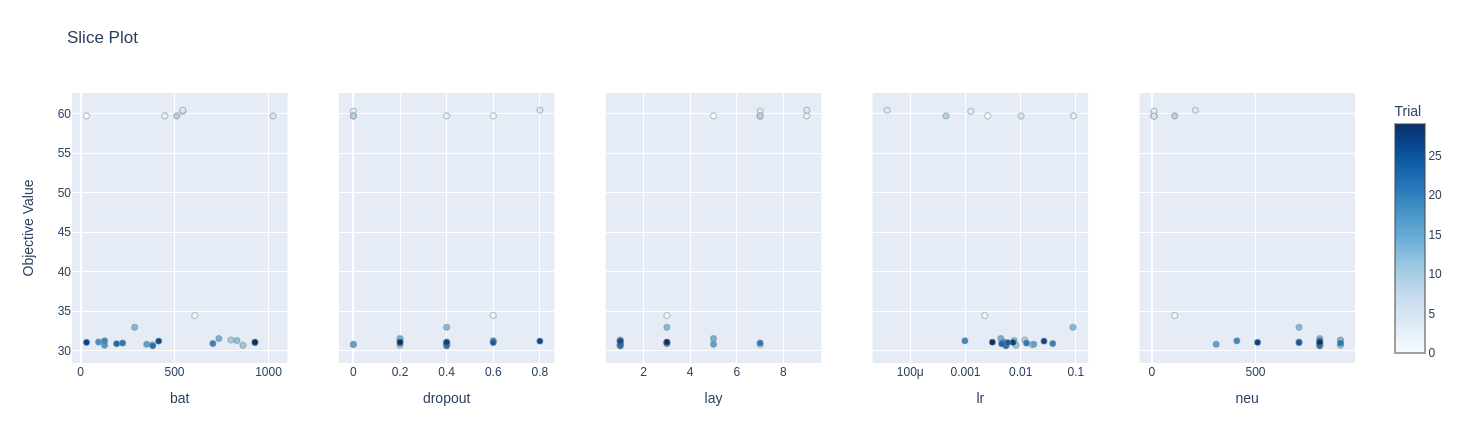 Slice Plot
Objective Value
60
55
50
45
40
35
30
0 500 1000
bat
0 0.2 0.4 0.6 0.8
dropout
2 4 6 8
lay
100μ 0.001 0.01 0.1
lr
0 500
neu
Trial
25
20
15
10
5
0